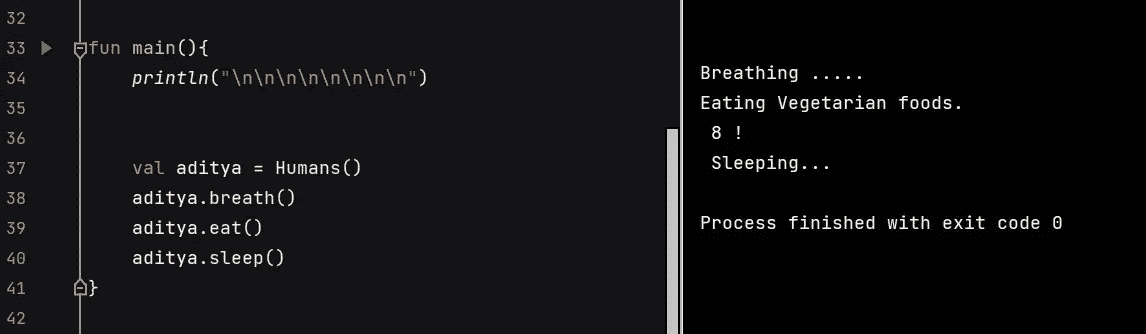 32
33 fun main(){
34 println("\n\n\n\n\n\n\n\n")
35
36
37 val aditya = Humans()
38 aditya.breath()
39 aditya.eat()
40 aditya.sleep()
41 }
42
Breathing .....
Eating Vegetarian foods.
8 !
Sleeping...
Process finished with exit code 0